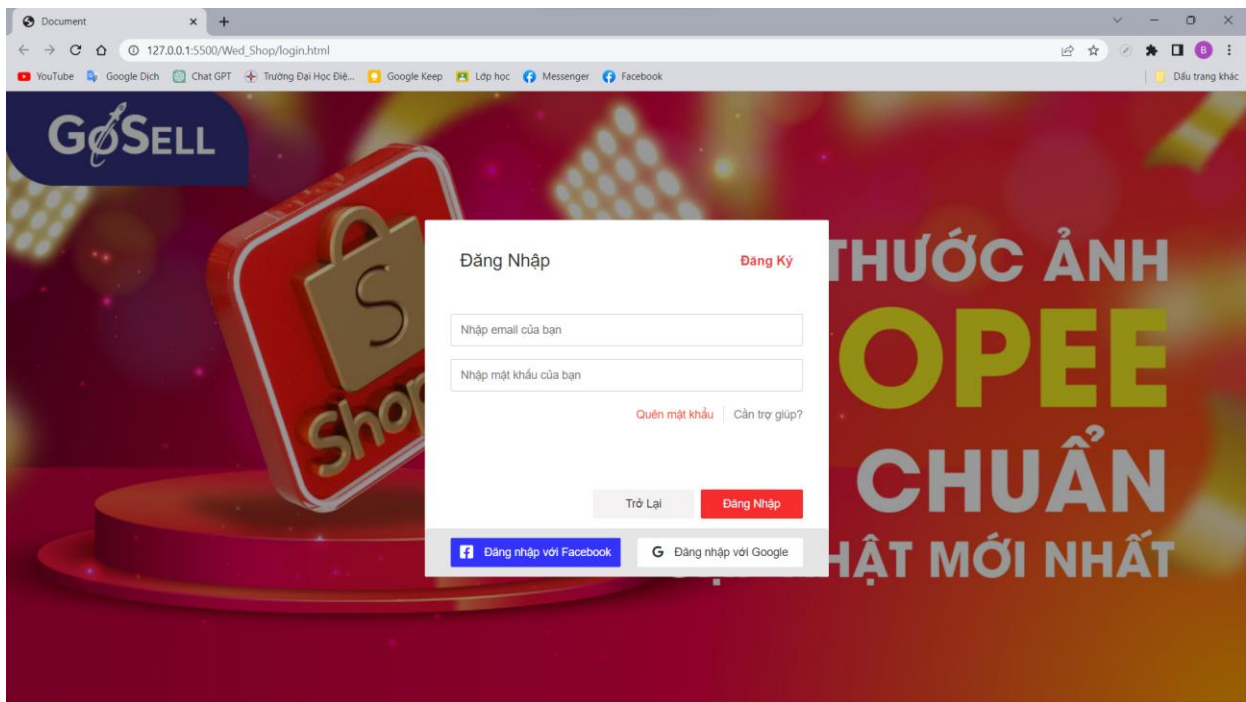 Document
127.0.0.1:5500/Wed_Shop/login.html
B
YouTube Google Dịch Chat GPT Trường Đại Học Điệ... Google Keep Lớp học Messenger Facebook Dấu trang khác
GoSELL
THƯỚC ẢNH
OPEE
CHUẨN
HẬT MỚI NHẤT
S
Shop
Đăng Nhập Đăng Ký
Nhập email của bạn
Nhập mật khẩu của bạn
Quên mật khẩu Cần trợ giúp?
Trở Lại Đăng Nhập
Đăng nhập với Facebook G Đăng nhập với Google